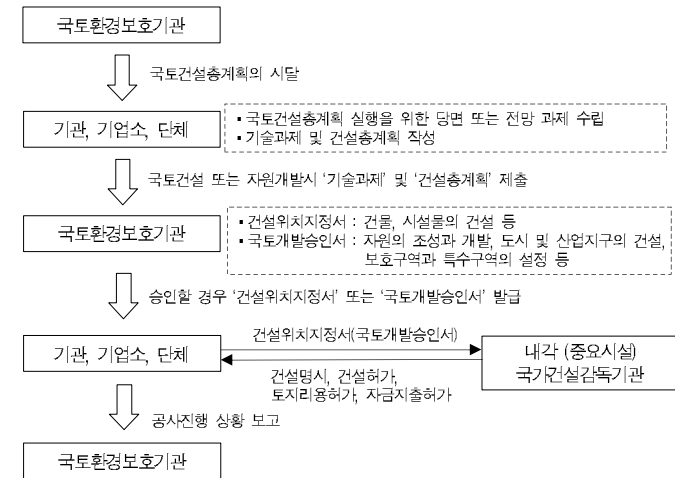 국토환경보호기관
국토건설총계획의 시달
기관, 기업소, 단체
▪ 국토건설총계획 실행을 위한 당면 또는 전망 과제 수립
▪ 기술과제 및 건설총계획 작성
국토건설 또는 자원개발시 ‘기술과제’ 및 ‘건설총계획’ 제출
국토환경보호기관
▪ 건설위치지정서 : 건물, 시설물의 건설 등
▪ 국토개발승인서 : 자원의 조성과 개발, 도시 및 산업지구의 건설,
보호구역과 특수구역의 설정 등
승인할 경우 ‘건설위치지정서’ 또는 ‘국토개발승인서’ 발급
기관, 기업소, 단체
건설위치지정서(국토개발승인서)
건설명시, 건설허가,
토지리용허가, 자금지출허가
내각 (중요시설)
국가건설감독기관
공사진행 상황 보고
국토환경보호기관